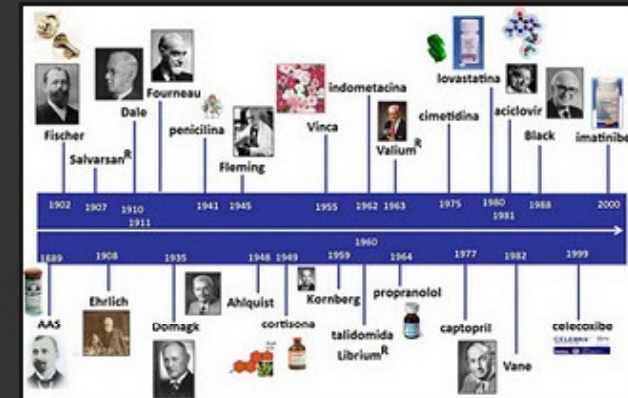 Fischer
Salvarsan R
Dale
Fourneau
penicilina
Fleming
Vinca
indometacina
Valium R
cimetidina
lovastatina
aciclovir
Black
imatinibe
1902 1907 1910 1941 1945 1955 1962 1963 1975 1980 1988 2000
1911 1981
1960
1889 1908 1935 1948 1949 1959 1964 1977 1982 1999
AAS
Ehrlich
Domagk
Ahlquist
cortisona
Kornberg
talidomida
Librium R
propranolol
captopril
Vane
celecoxibe
CELEBRA